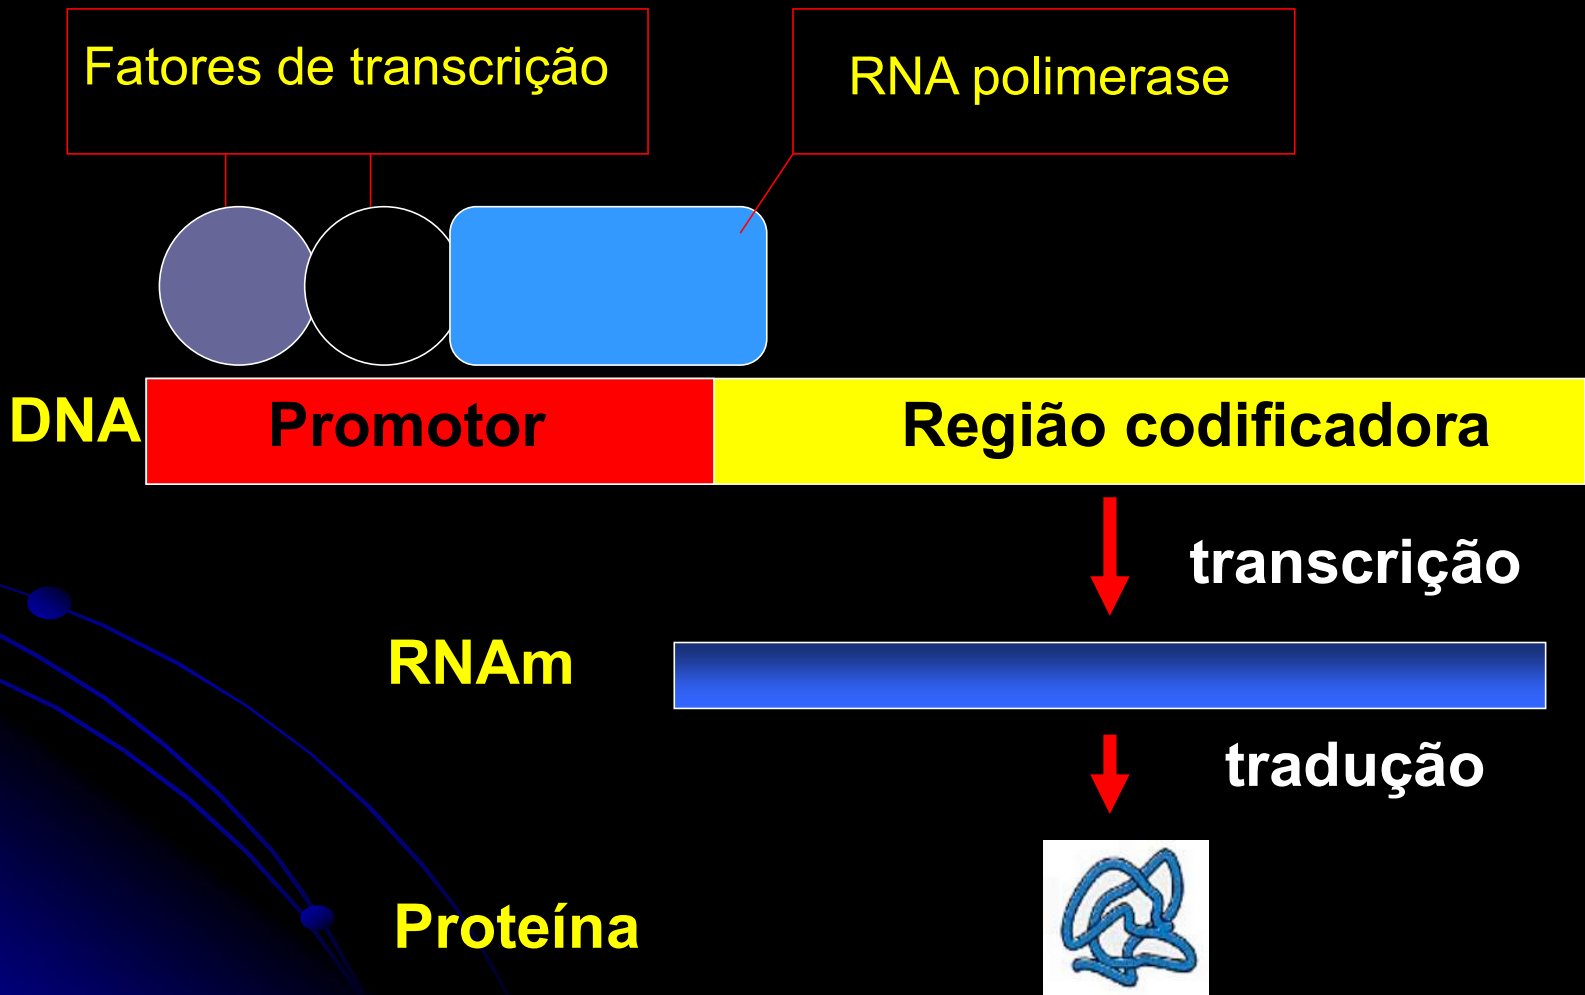 Fatores de transcrição
RNA polimerase
DNA
Promotor
Região codificadora
transcrição
RNAm
tradução
Proteína